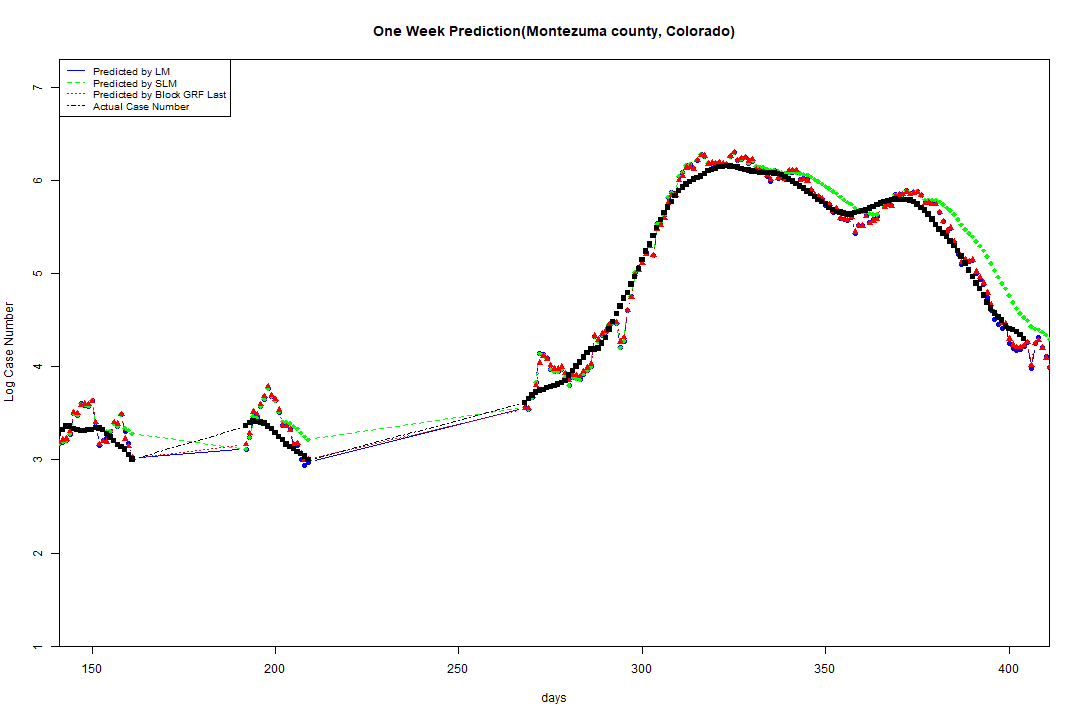 One Week Prediction(Montezuma county, Colorado)
Predicted by LM
Predicted by SLM
Predicted by Block GRF Last
Actual Case Number
Log Case Number
7
6
5
4
3
2
1
150
200
250
300
350
400
days